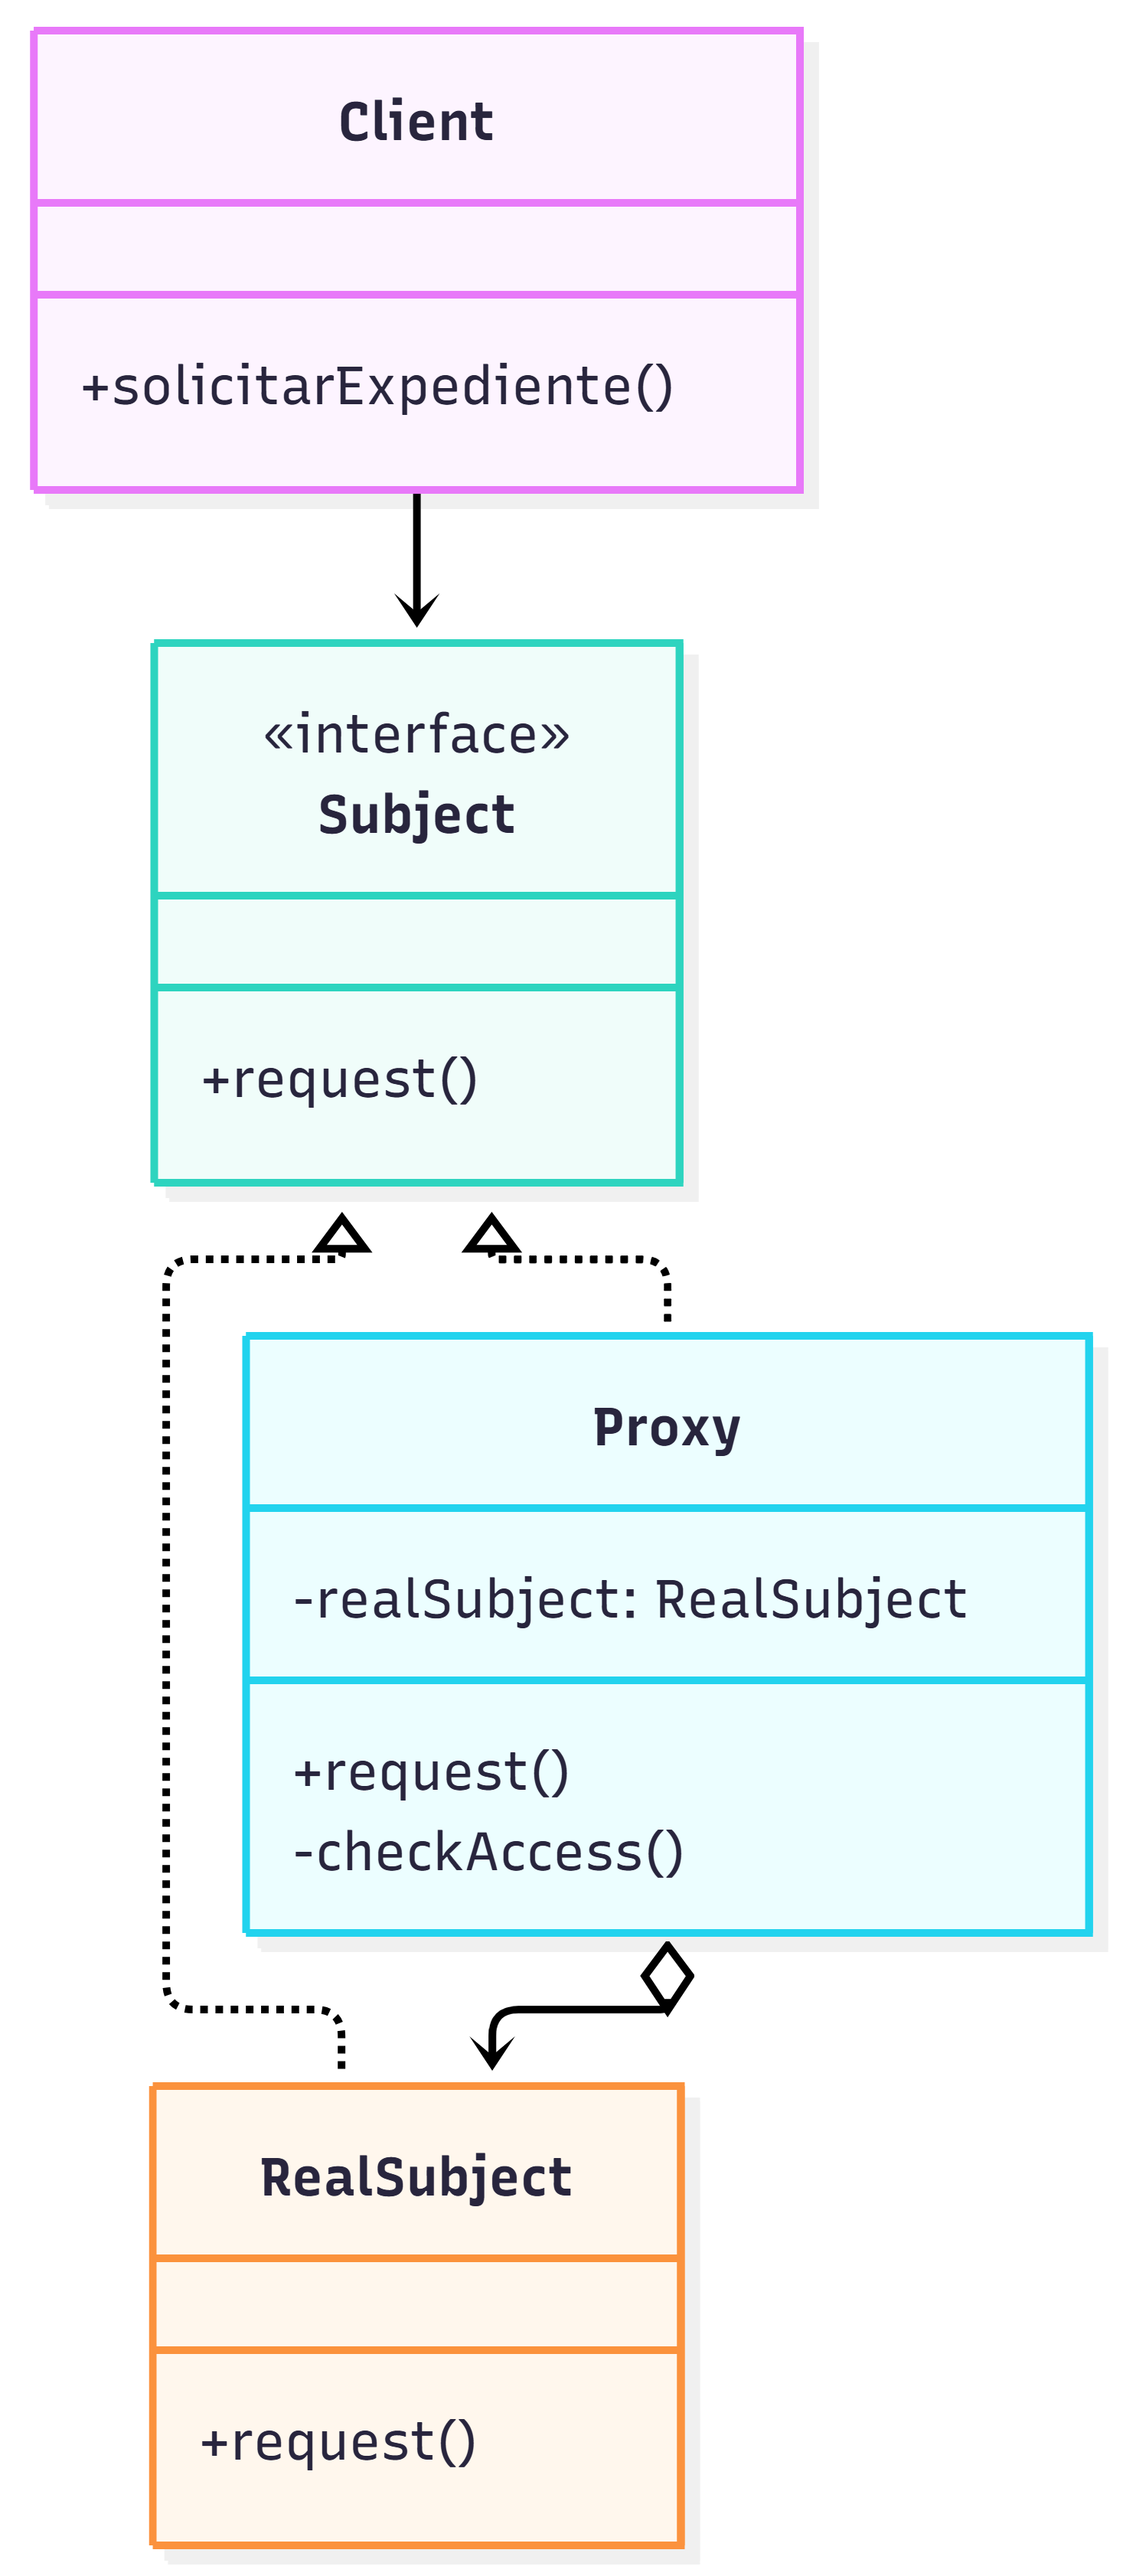 Client
+solicitarExpediente()
«interface»
Subject
+request()
Proxy
-realSubject: RealSubject
+request()
-checkAccess()
RealSubject
+request()